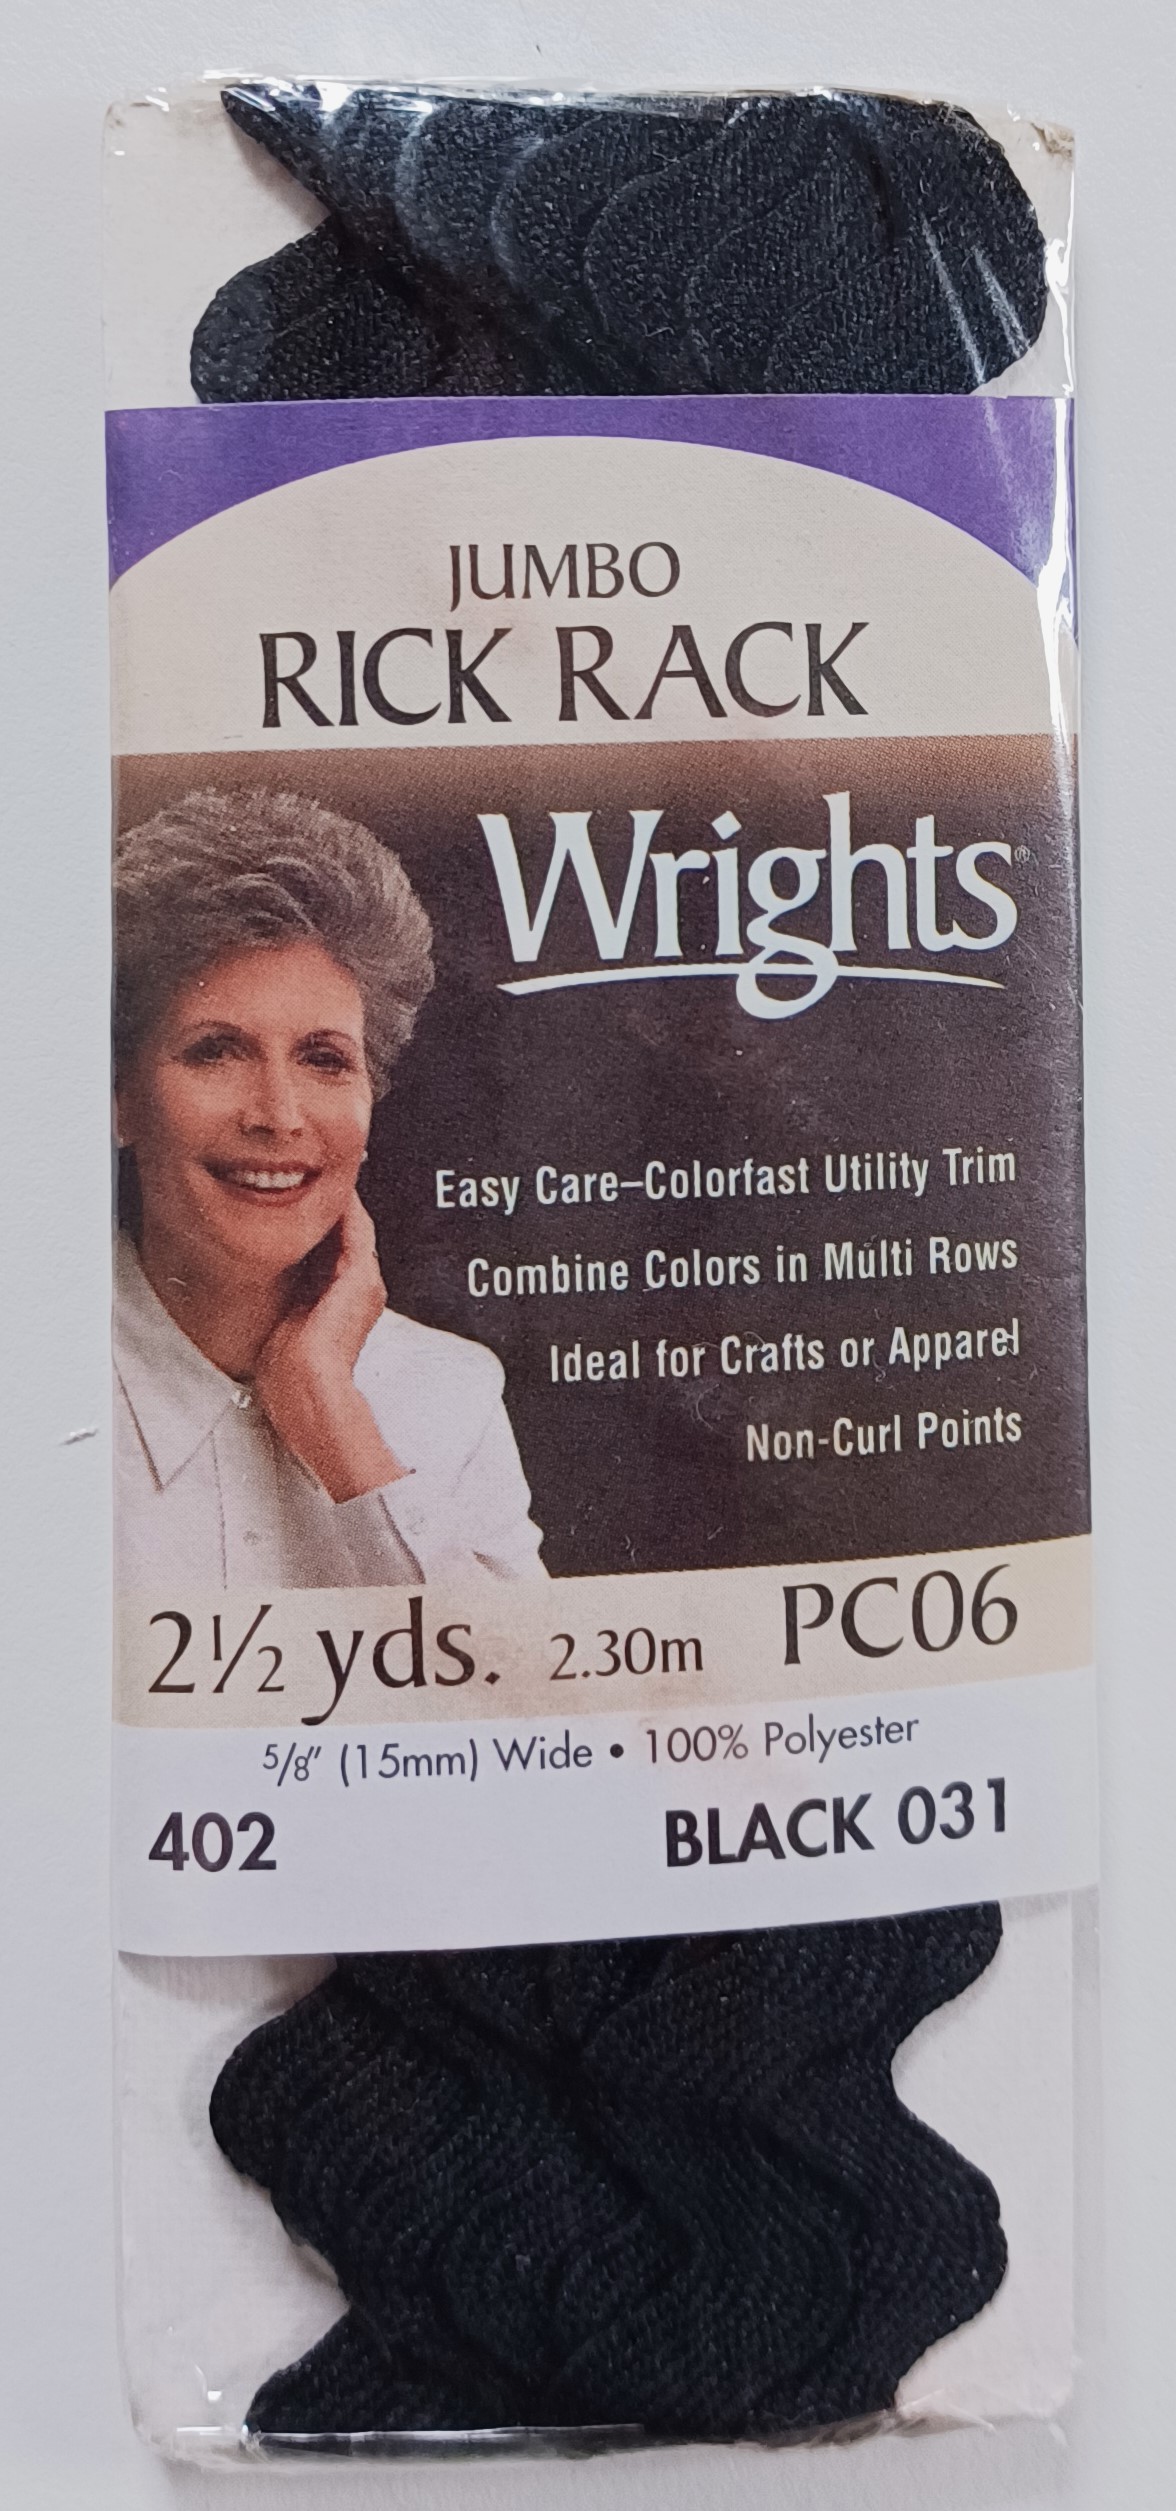 JUMBO
RICK RACK
Wrights®
Easy Care–Colorfast Utility Trim
Combine Colors in Multi Rows
Ideal for Crafts or Apparel
Non-Curl Points
2½ yds. 2.30m PC06
5/8" (15mm) Wide • 100% Polyester
402 BLACK 031